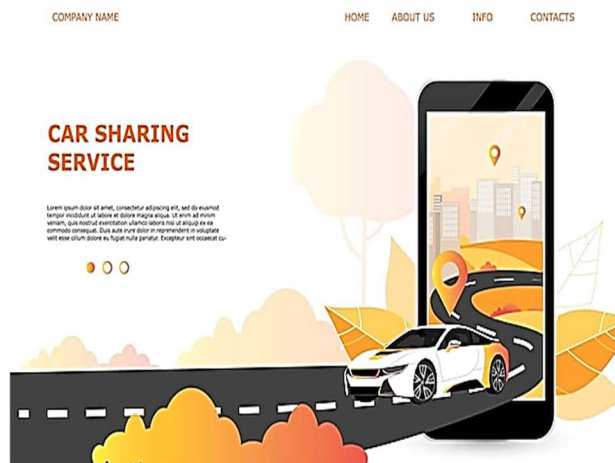 COMPANY NAME
HOME ABOUT US INFO CONTACTS
CAR SHARING
SERVICE
Lorem ipsum dolor sit amet, consectetur adipiscing elit, sed do eiusmod
tempor incididunt ut labore et dolore magna aliqua. Ut enim ad minim
veniam, quis nostrud exercitation ullamco laboris nisi ut aliquip ex ea
commodo consequat. Duis aute irure dolor in reprehenderit in voluptate
velit esse cillum dolore eu fugiat nulla pariatur. Excepteur sint occaecat cu-